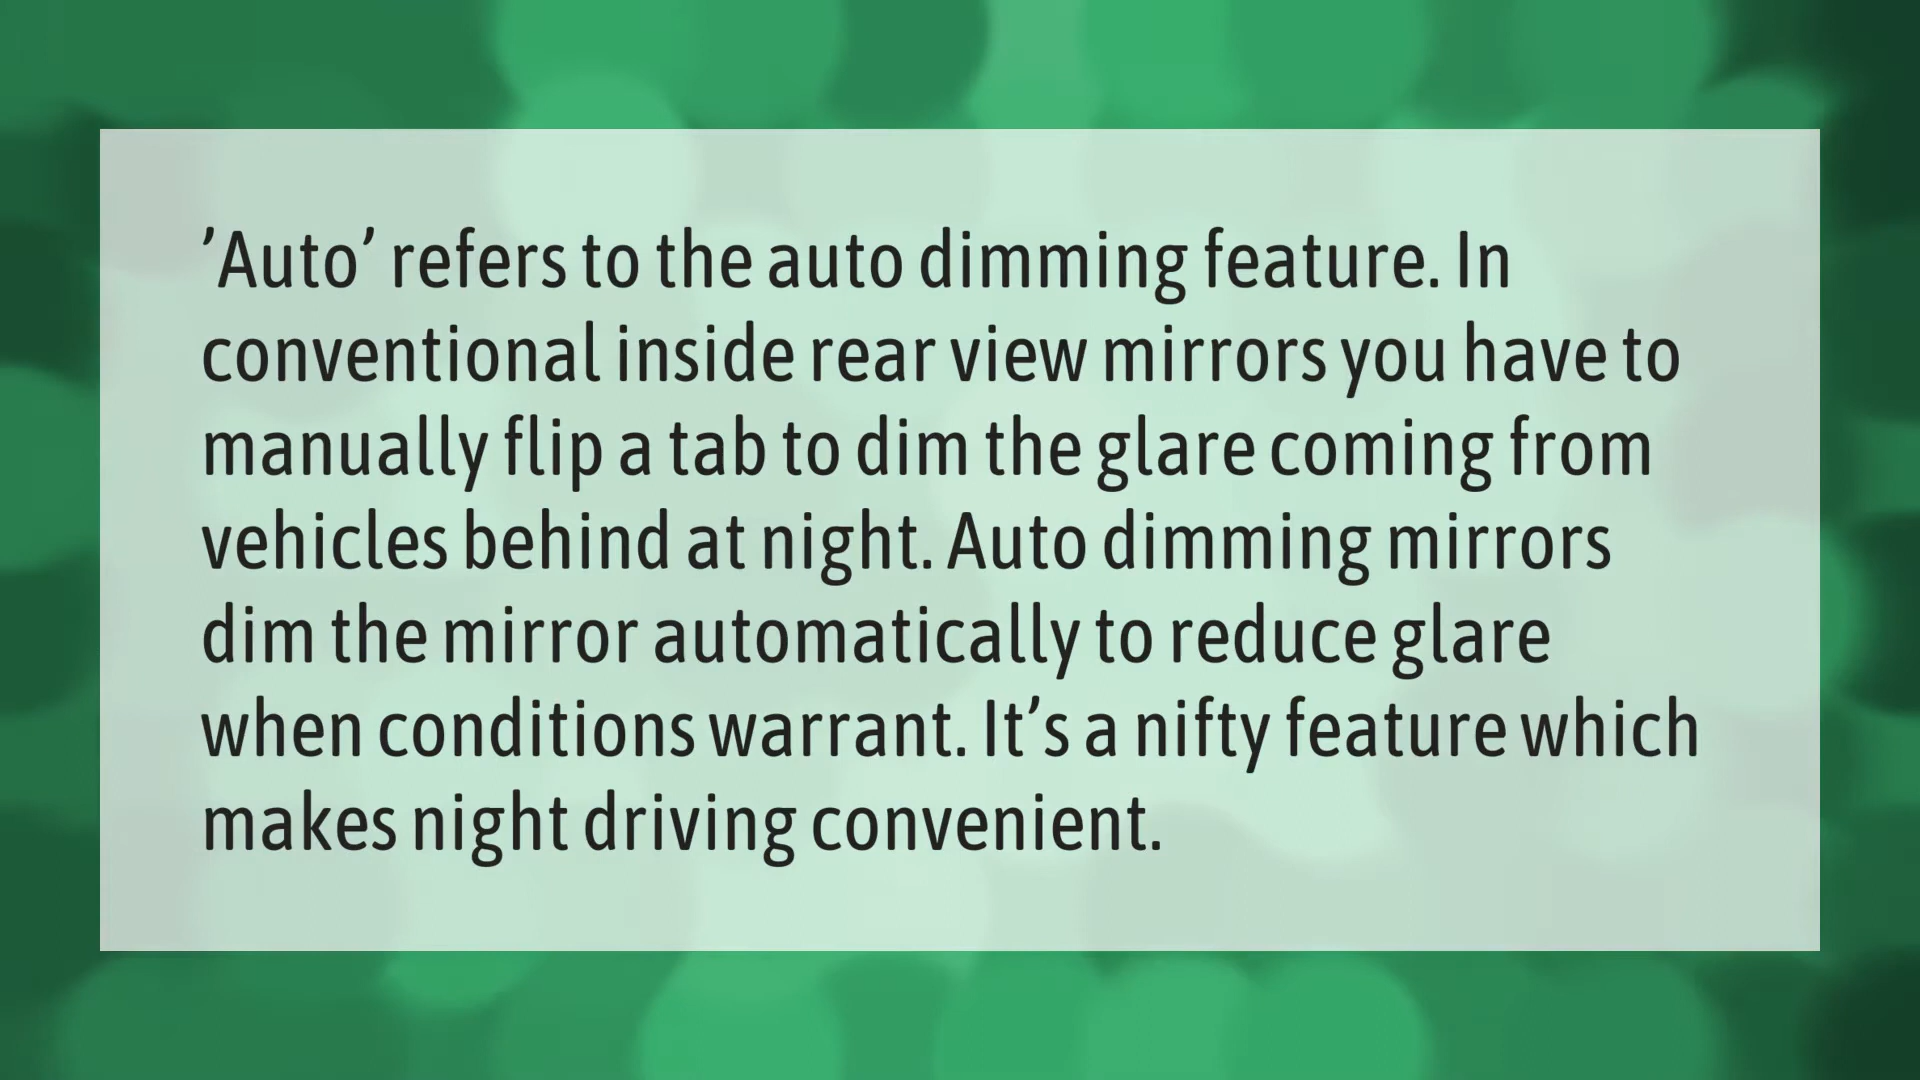 ’Auto’ refers to the auto dimming feature. In
conventional inside rear view mirrors you have to
manually flip a tab to dim the glare coming from
vehicles behind at night. Auto dimming mirrors
dim the mirror automatically to reduce glare
when conditions warrant. It’s a nifty feature which
makes night driving convenient.